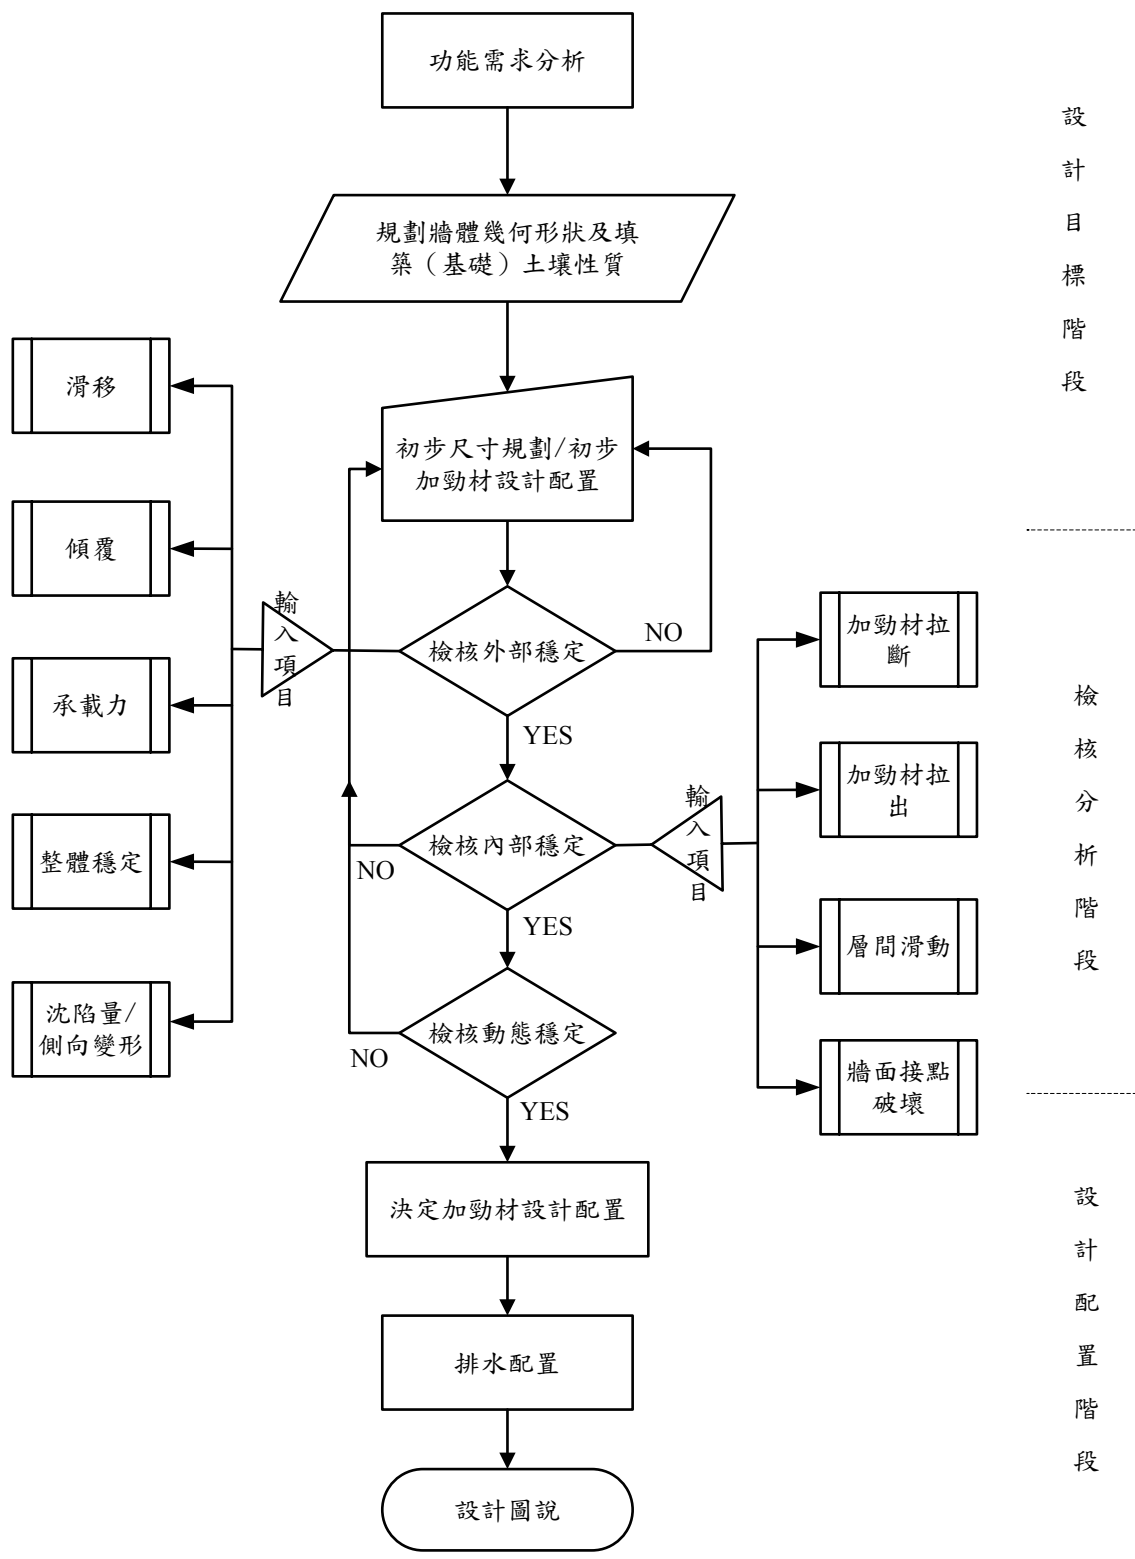 功能需求分析
規劃牆體幾何形狀及填
築（基礎）土壤性質
初步尺寸規劃/初步
加勁材設計配置
檢核外部穩定
NO
YES
輸入項目
滑移
傾覆
承載力
整體穩定
沈陷量/
側向變形
檢核內部穩定
NO
YES
輸入項目
加勁材拉
斷
加勁材拉
出
層間滑動
牆面接點
破壞
檢核動態穩定
NO
YES
決定加勁材設計配置
排水配置
設計圖說
設計目標階段
檢核分析階段
設計配置階段